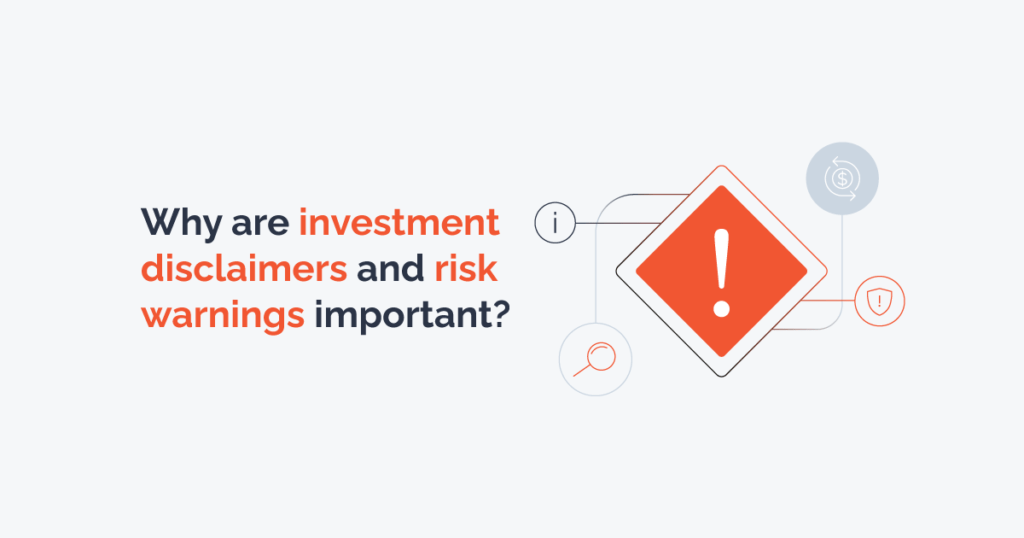 Why are investment
disclaimers and risk
warnings important?
i
!
$
!